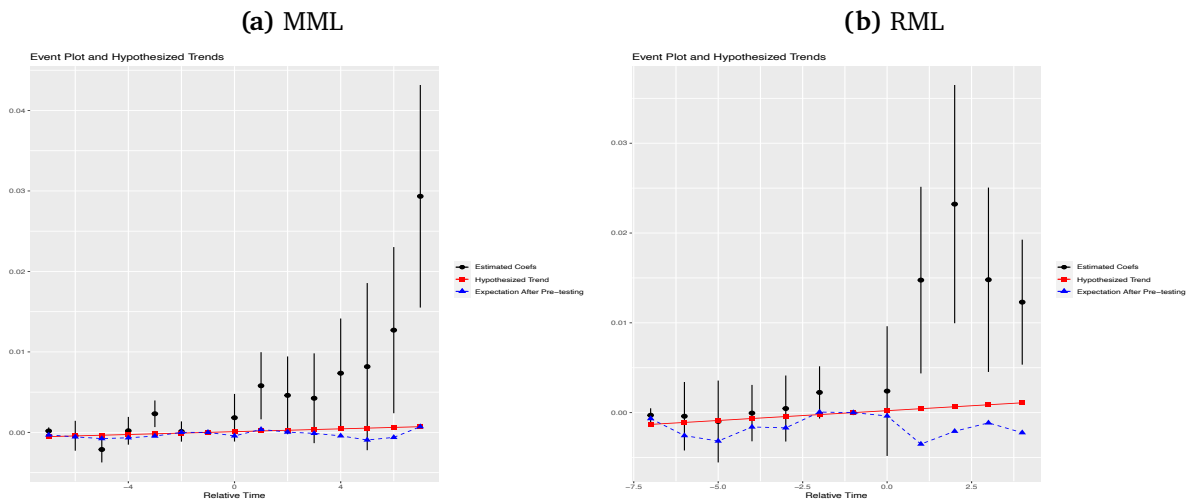 (a) MML
Event Plot and Hypothesized Trends
0.04
0.03
0.02
0.01
0.00
−4
0
4
Relative Time
Estimated Coefs
Hypothesized Trend
Expectation After Pre−testing
(b) RML
Event Plot and Hypothesized Trends
0.03
0.02
0.01
0.00
−7.5
−5.0
−2.5
0.0
2.5
Relative Time
Estimated Coefs
Hypothesized Trend
Expectation After Pre−testing